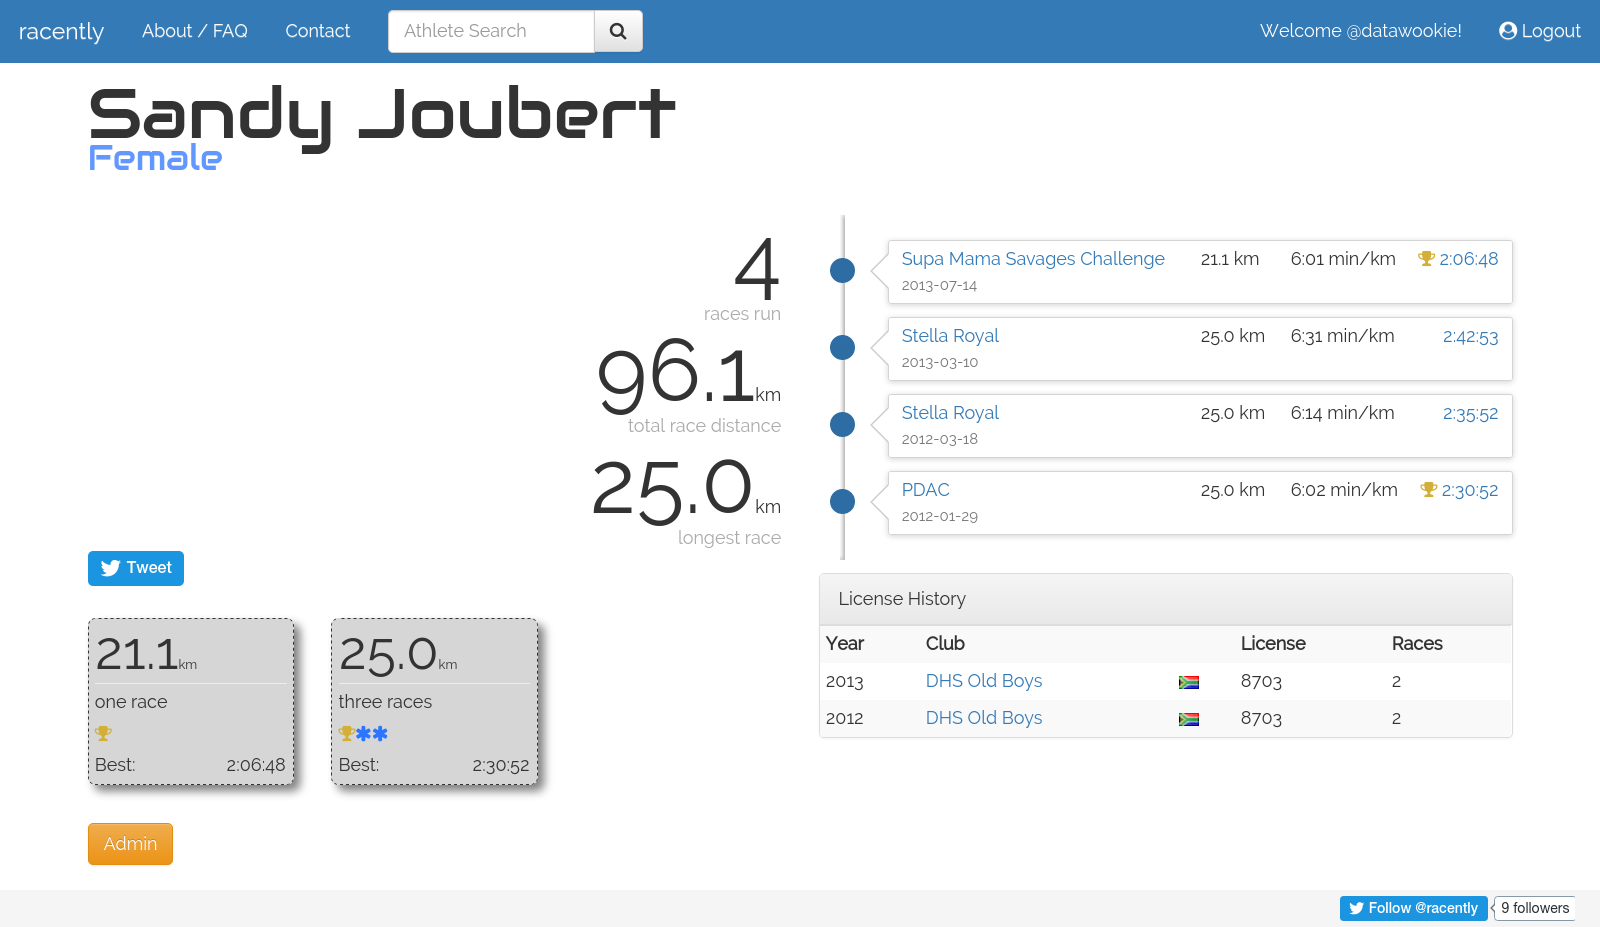 racently About / FAQ Contact Athlete Search Welcome @datawookie! Logout
Sandy Joubert
Female
4
races run
96.1km
total race distance
25.0km
longest race
Supa Mama Savages Challenge 21.1 km 6:01 min/km 2:06:48
2013-07-14
Stella Royal 25.0 km 6:31 min/km 2:42:53
2013-03-10
Stella Royal 25.0 km 6:14 min/km 2:35:52
2012-03-18
PDAC 25.0 km 6:02 min/km 2:30:52
2012-01-29
Tweet
21.1km
one race
Best: 2:06:48
25.0km
three races
Best: 2:30:52
License History
Year Club License Races
2013 DHS Old Boys 8703 2
2012 DHS Old Boys 8703 2
Admin
Follow @racently 9 followers